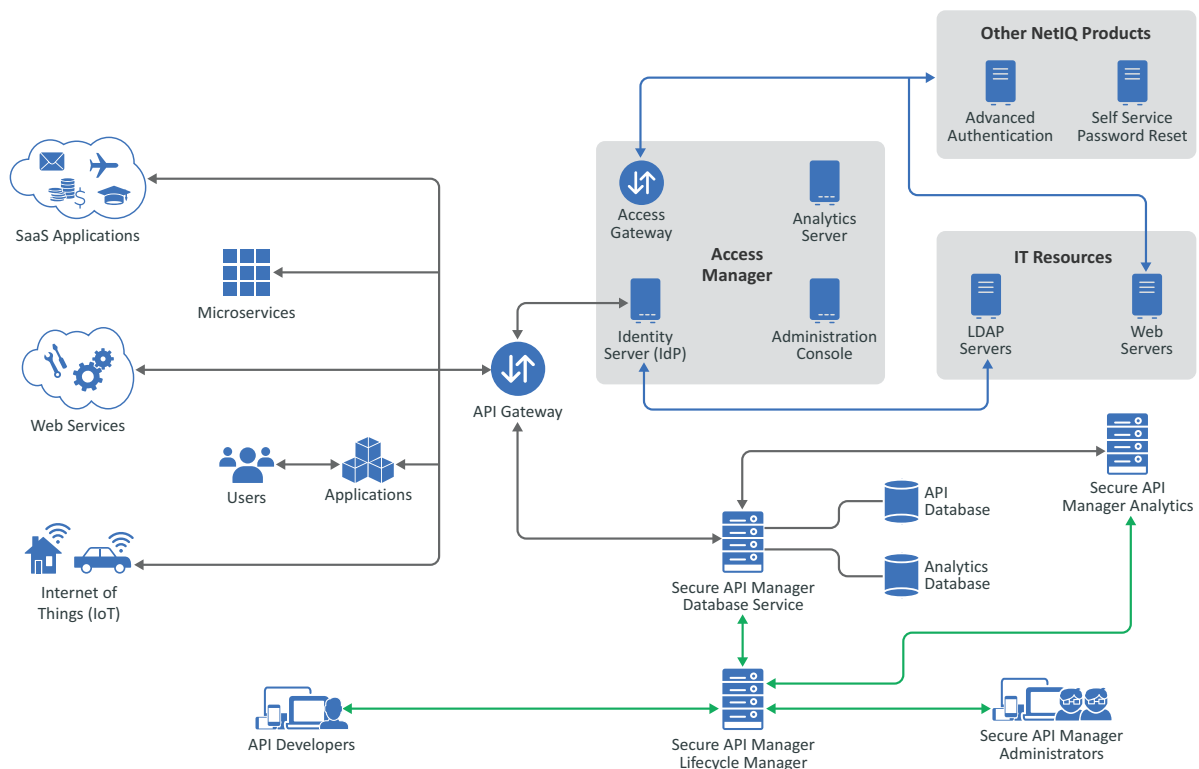 Other NetIQ Products
Advanced
Authentication
Self Service
Password Reset
SaaS Applications
Access
Gateway
Analytics
Server
Access
Manager
IT Resources
Microservices
Identity
Server (IdP)
Administration
Console
LDAP
Servers
Web
Servers
Web Services
API Gateway
Users
Applications
API
Database
Secure API
Manager Analytics
Analytics
Database
Secure API Manager
Database Service
Internet of
Things (IoT)
API Developers
Secure API Manager
Lifecycle Manager
Secure API Manager
Administrators